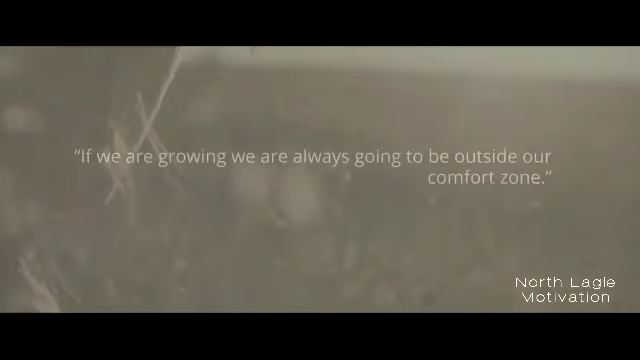 “If we are growing we are always going to be outside our
comfort zone.”
North Lagle
Motivation